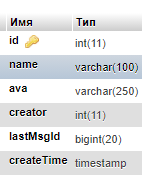 Имя Тип
id int(11)
name varchar(100)
ava varchar(250)
creator int(11)
lastMsgId bigint(20)
createTime timestamp